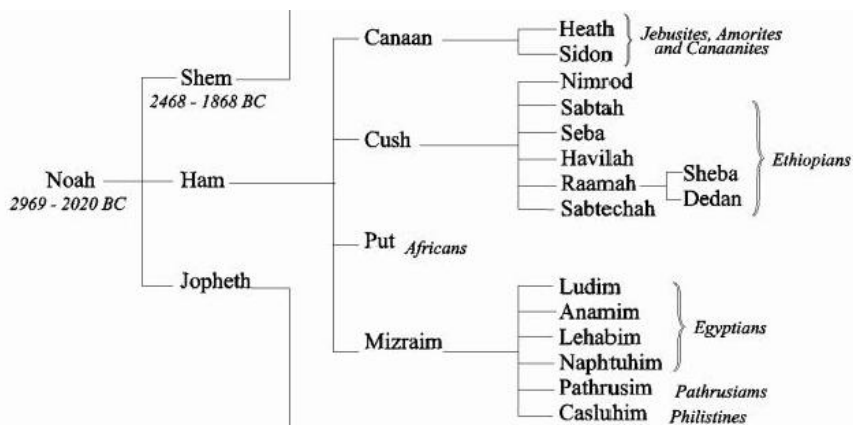 Canaan
Heath
Sidon
Jebusites, Amorites
and Canaanites
Shem
2468 - 1868 BC
Nimrod
Sabtah
Seba
Cush
Havilah
Ethiopians
Noah
2969 - 2020 BC
Ham
Raamah
Sheba
Dedan
Sabtechah
Put
Africans
Jopheth
Ludim
Anamim
Lehabim
Egyptians
Mizraim
Naphtuhim
Pathrusim
Pathrusiams
Casluhim
Philistines